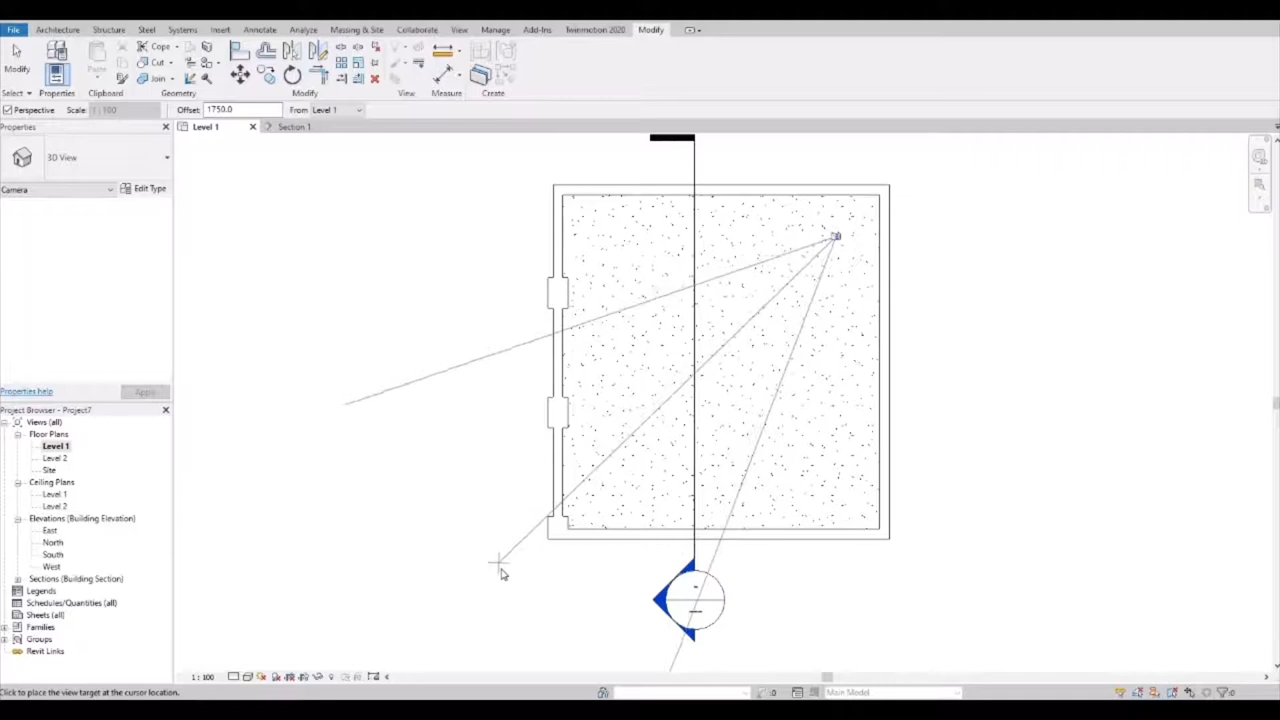 File Architecture Structure Steel Systems Insert Annotate Analyze Massing & Site Collaborate View Manage Add-Ins Twinmotion 2020 Modify
Modify Paste Cope Cut Join
Select Properties Clipboard Geometry Modify View Measure Create
Perspective Scale: 1 : 100 Offset: 1750.0 From Level 1
Properties Level 1 Section 1
3D View
Camera Edit Type
Properties help Apply
Project Browser - Project7
Views (all)
Floor Plans
Level 1
Level 2
Site
Ceiling Plans
Level 1
Level 2
Elevations (Building Elevation)
East
North
South
West
Sections (Building Section)
Legends
Schedules/Quantities (all)
Sheets (all)
Families
Groups
Revit Links
1 : 100
Click to place the view target at the cursor location. :0 Main Model :0